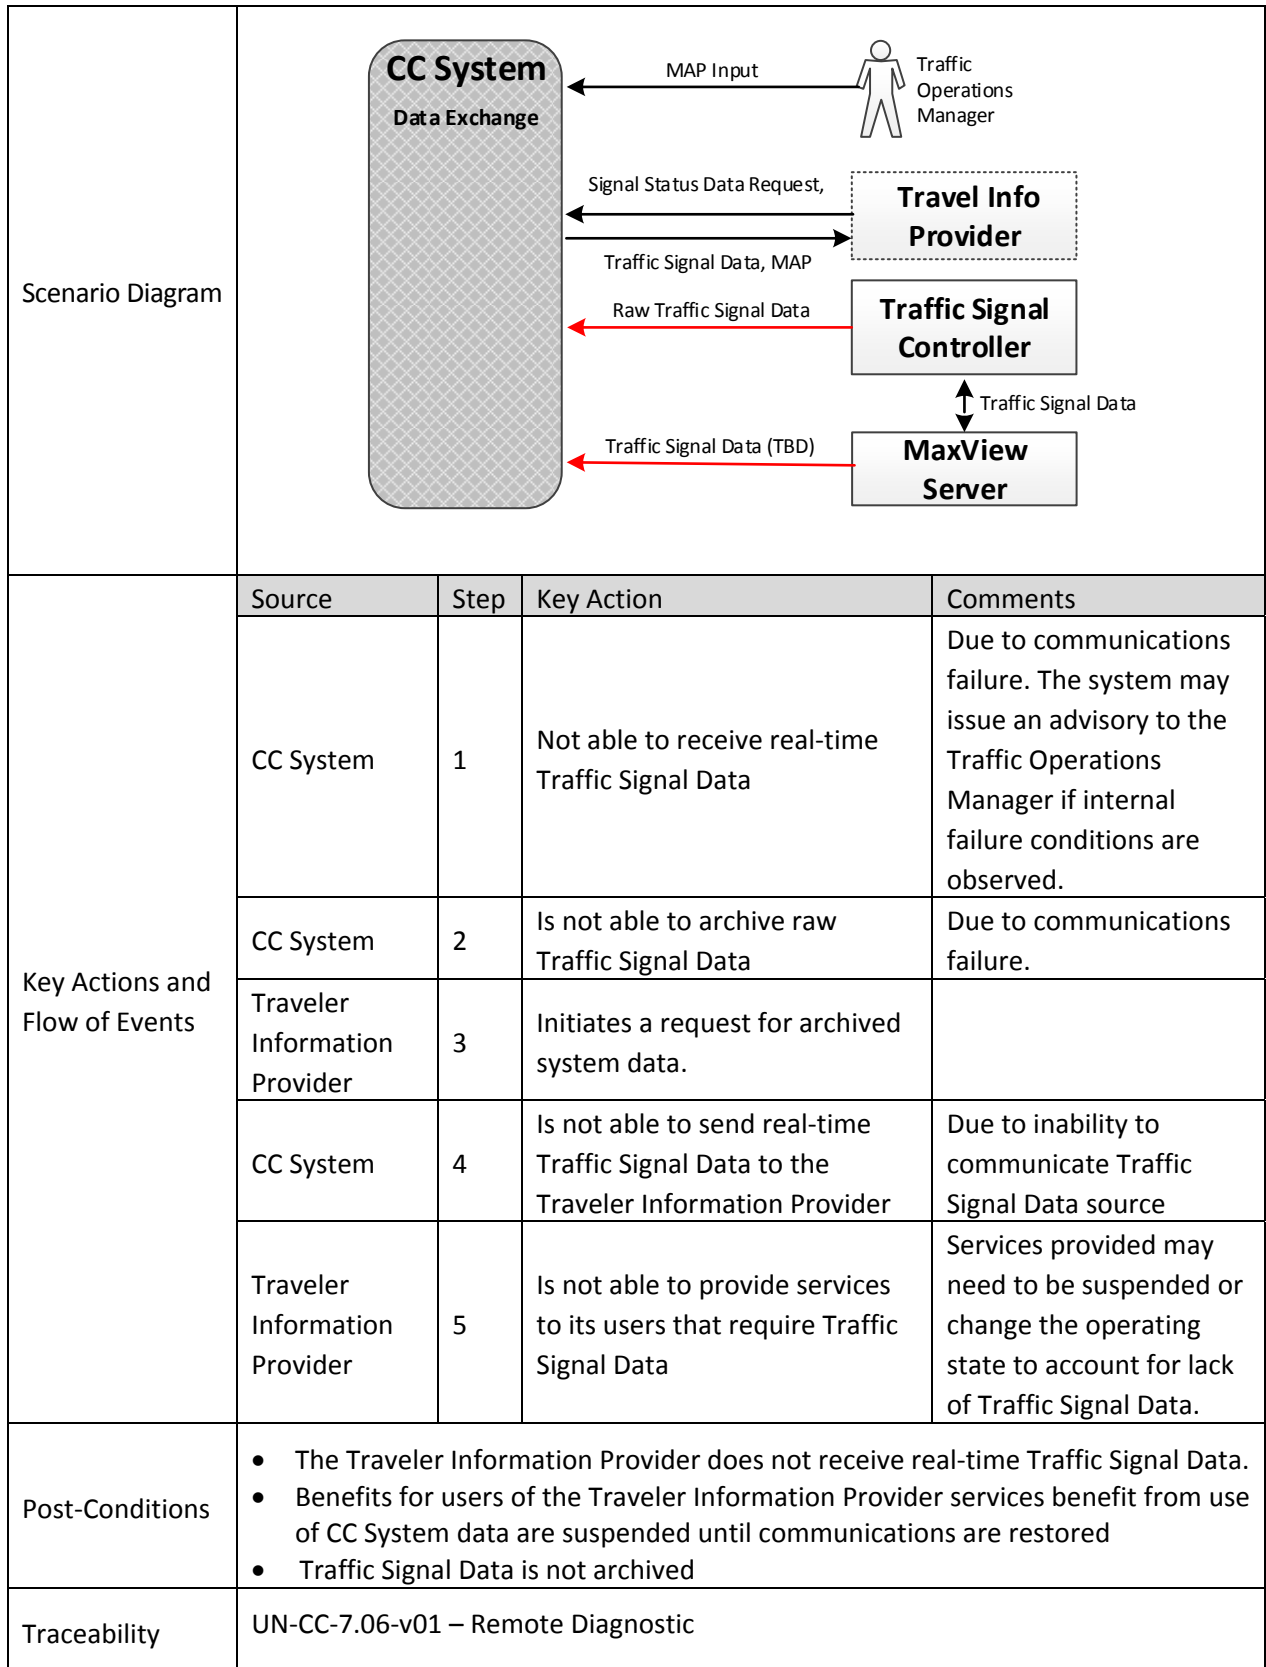 Scenario Diagram
CC System
Data Exchange
MAP Input
Traffic
Operations
Manager
Signal Status Data Request,
Travel Info
Provider
Traffic Signal Data, MAP
Raw Traffic Signal Data
Traffic Signal
Controller
Traffic Signal Data
Traffic Signal Data (TBD)
MaxView
Server
Key Actions and
Flow of Events
Source
Step
Key Action
Comments
CC System
1
Not able to receive real-time
Traffic Signal Data
Due to communications
failure. The system may
issue an advisory to the
Traffic Operations
Manager if internal
failure conditions are
observed.
CC System
2
Is not able to archive raw
Traffic Signal Data
Due to communications
failure.
Traveler
Information
Provider
3
Initiates a request for archived
system data.
CC System
4
Is not able to send real-time
Traffic Signal Data to the
Traveler Information Provider
Due to inability to
communicate Traffic
Signal Data source
Traveler
Information
Provider
5
Is not able to provide services
to its users that require Traffic
Signal Data
Services provided may
need to be suspended or
change the operating
state to account for lack
of Traffic Signal Data.
Post-Conditions
• The Traveler Information Provider does not receive real-time Traffic Signal Data.
• Benefits for users of the Traveler Information Provider services benefit from use
of CC System data are suspended until communications are restored
• Traffic Signal Data is not archived
Traceability
UN-CC-7.06-v01 – Remote Diagnostic